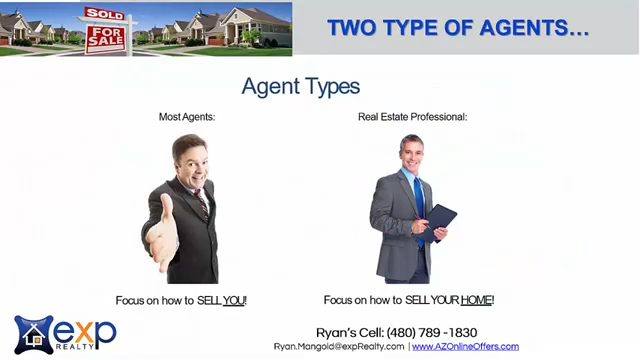 SOLD
FOR SALE
TWO TYPE OF AGENTS...
Agent Types
Most Agents:
Real Estate Professional:
Focus on how to SELL YOU!
Focus on how to SELL YOUR HOME!
exp
REALTY
Ryan's Cell: (480) 789 -1830
Ryan.Mangold@expRealty.com | www.AZOnlineOffers.com